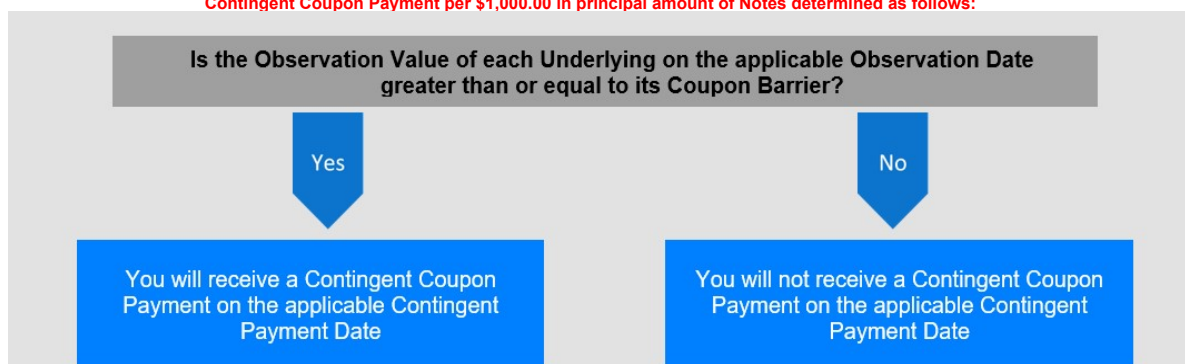 Contingent Coupon Payment per $1,000.00 in principal amount of Notes determined as follows:
Is the Observation Value of each Underlying on the applicable Observation Date
greater than or equal to its Coupon Barrier?
Yes
No
You will receive a Contingent Coupon
Payment on the applicable Contingent
Payment Date
You will not receive a Contingent Coupon
Payment on the applicable Contingent
Payment Date